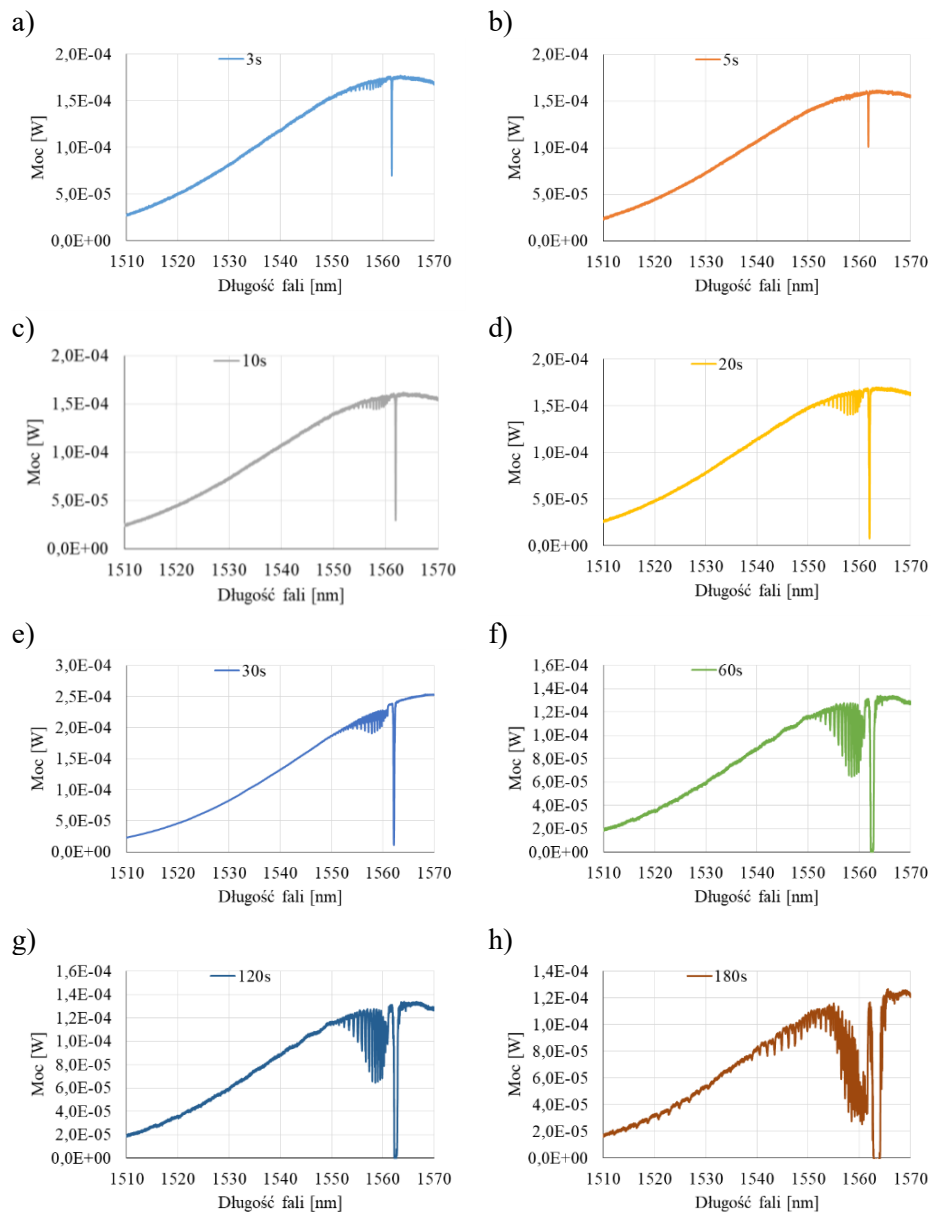 a)
3s
Moc [W]
2,0E-04
1,5E-04
1,0E-04
5,0E-05
0,0E+00
1510 1520 1530 1540 1550 1560 1570
Długość fali [nm]
b)
5s
Moc [W]
2,0E-04
1,5E-04
1,0E-04
5,0E-05
0,0E+00
1510 1520 1530 1540 1550 1560 1570
Długość fali [nm]
c)
10s
Moc [W]
2,0E-04
1,5E-04
1,0E-04
5,0E-05
0,0E+00
1510 1520 1530 1540 1550 1560 1570
Długość fali [nm]
d)
20s
Moc [W]
2,0E-04
1,5E-04
1,0E-04
5,0E-05
0,0E+00
1510 1520 1530 1540 1550 1560 1570
Długość fali [nm]
e)
30s
Moc [W]
3,0E-04
2,5E-04
2,0E-04
1,5E-04
1,0E-04
5,0E-05
0,0E+00
1510 1520 1530 1540 1550 1560 1570
Długość fali [nm]
f)
60s
Moc [W]
1,6E-04
1,4E-04
1,2E-04
1,0E-04
8,0E-05
6,0E-05
4,0E-05
2,0E-05
0,0E+00
1510 1520 1530 1540 1550 1560 1570
Długość fali [nm]
g)
120s
Moc [W]
1,6E-04
1,4E-04
1,2E-04
1,0E-04
8,0E-05
6,0E-05
4,0E-05
2,0E-05
0,0E+00
1510 1520 1530 1540 1550 1560 1570
Długość fali [nm]
h)
180s
Moc [W]
1,4E-04
1,2E-04
1,0E-04
8,0E-05
6,0E-05
4,0E-05
2,0E-05
0,0E+00
1510 1520 1530 1540 1550 1560 1570
Długość fali [nm]